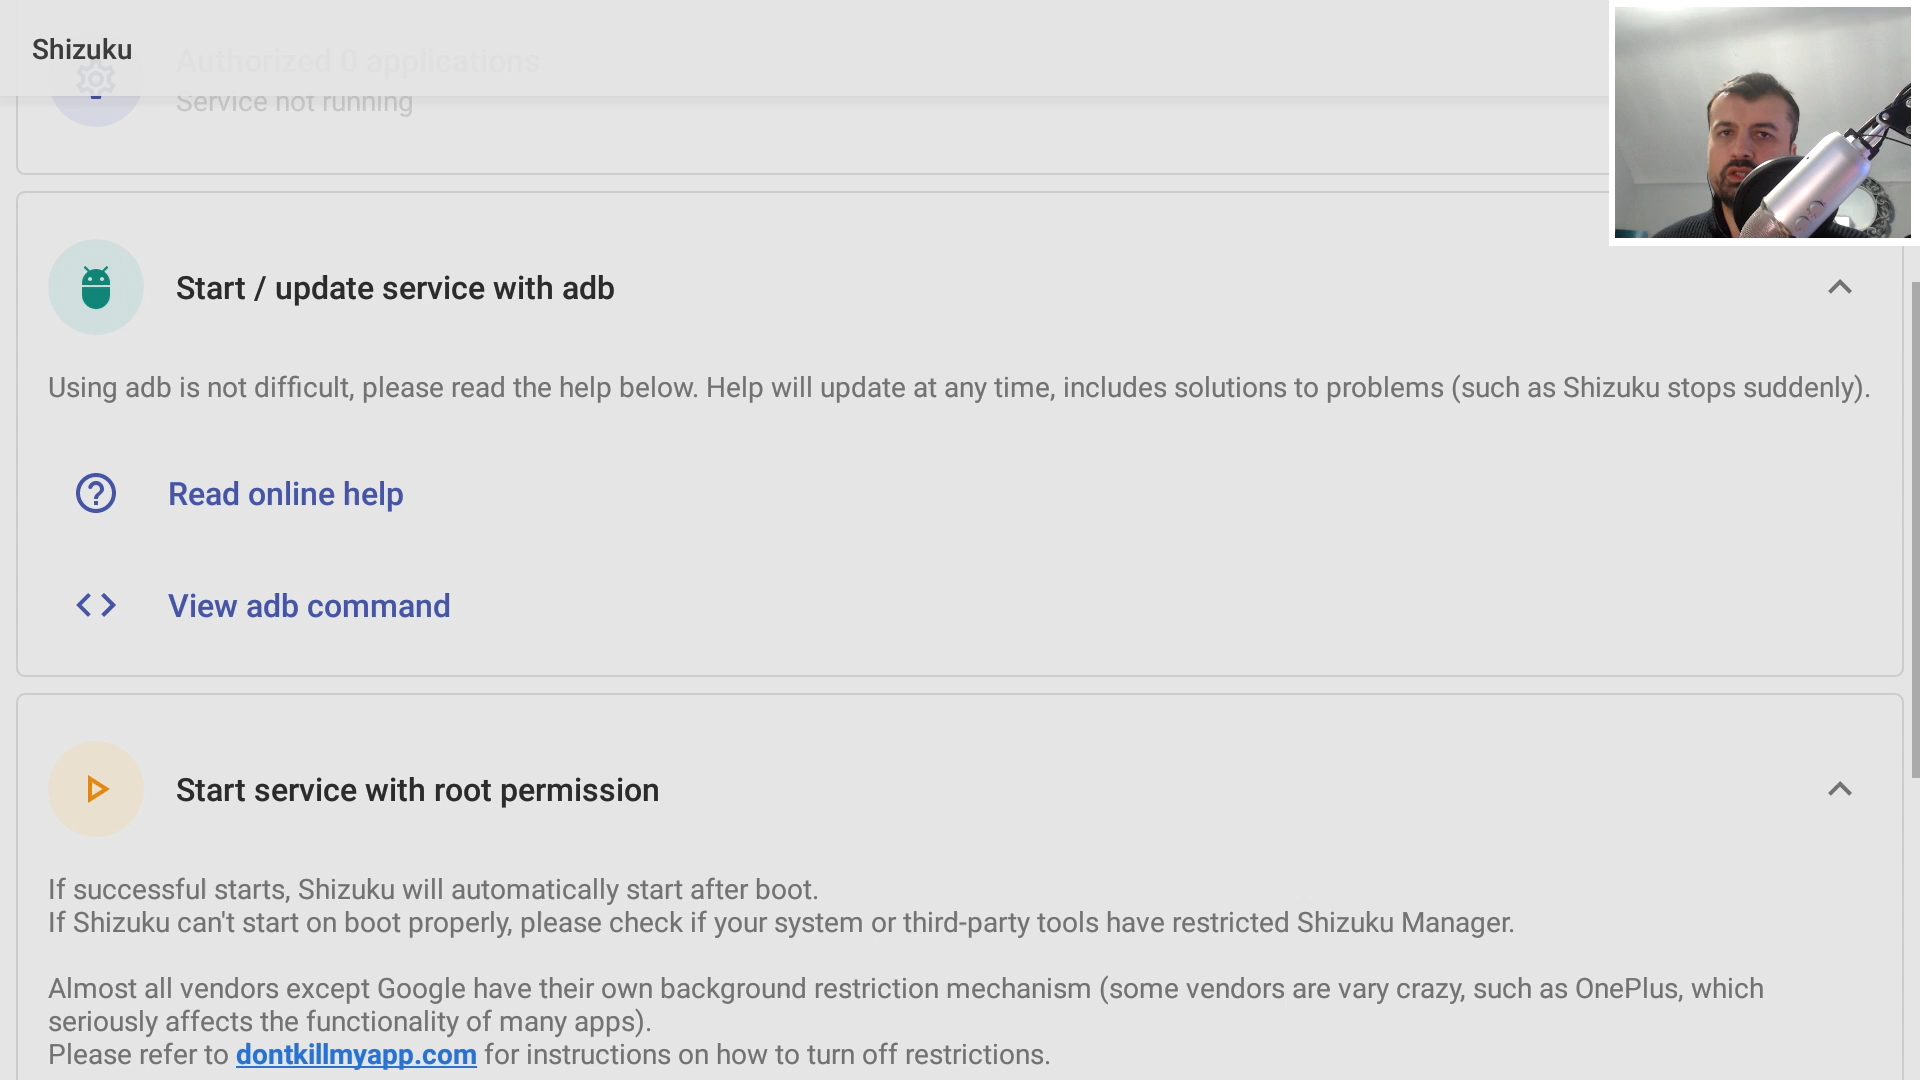 Shizuku
Authorized 0 applications
Service not running
Start / update service with adb
Using adb is not difficult, please read the help below. Help will update at any time, includes solutions to problems (such as Shizuku stops suddenly).
Read online help
View adb command
Start service with root permission
If successful starts, Shizuku will automatically start after boot.
If Shizuku can't start on boot properly, please check if your system or third-party tools have restricted Shizuku Manager.
Almost all vendors except Google have their own background restriction mechanism (some vendors are vary crazy, such as OnePlus, which
seriously affects the functionality of many apps).
Please refer to dontkillmyapp.com for instructions on how to turn off restrictions.